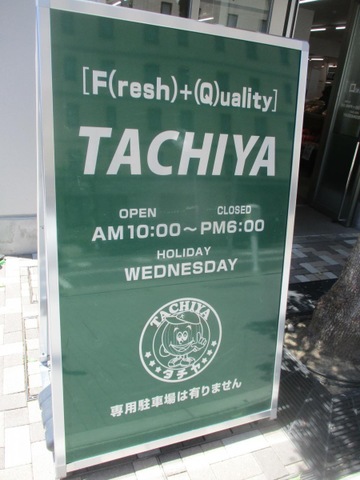 [F(resh)+(Q)uality]
TACHIYA
OPEN CLOSED
AM10:00～PM6:00
HOLIDAY
WEDNESDAY
TACHIYA
タチヤ
専用駐車場は有りません